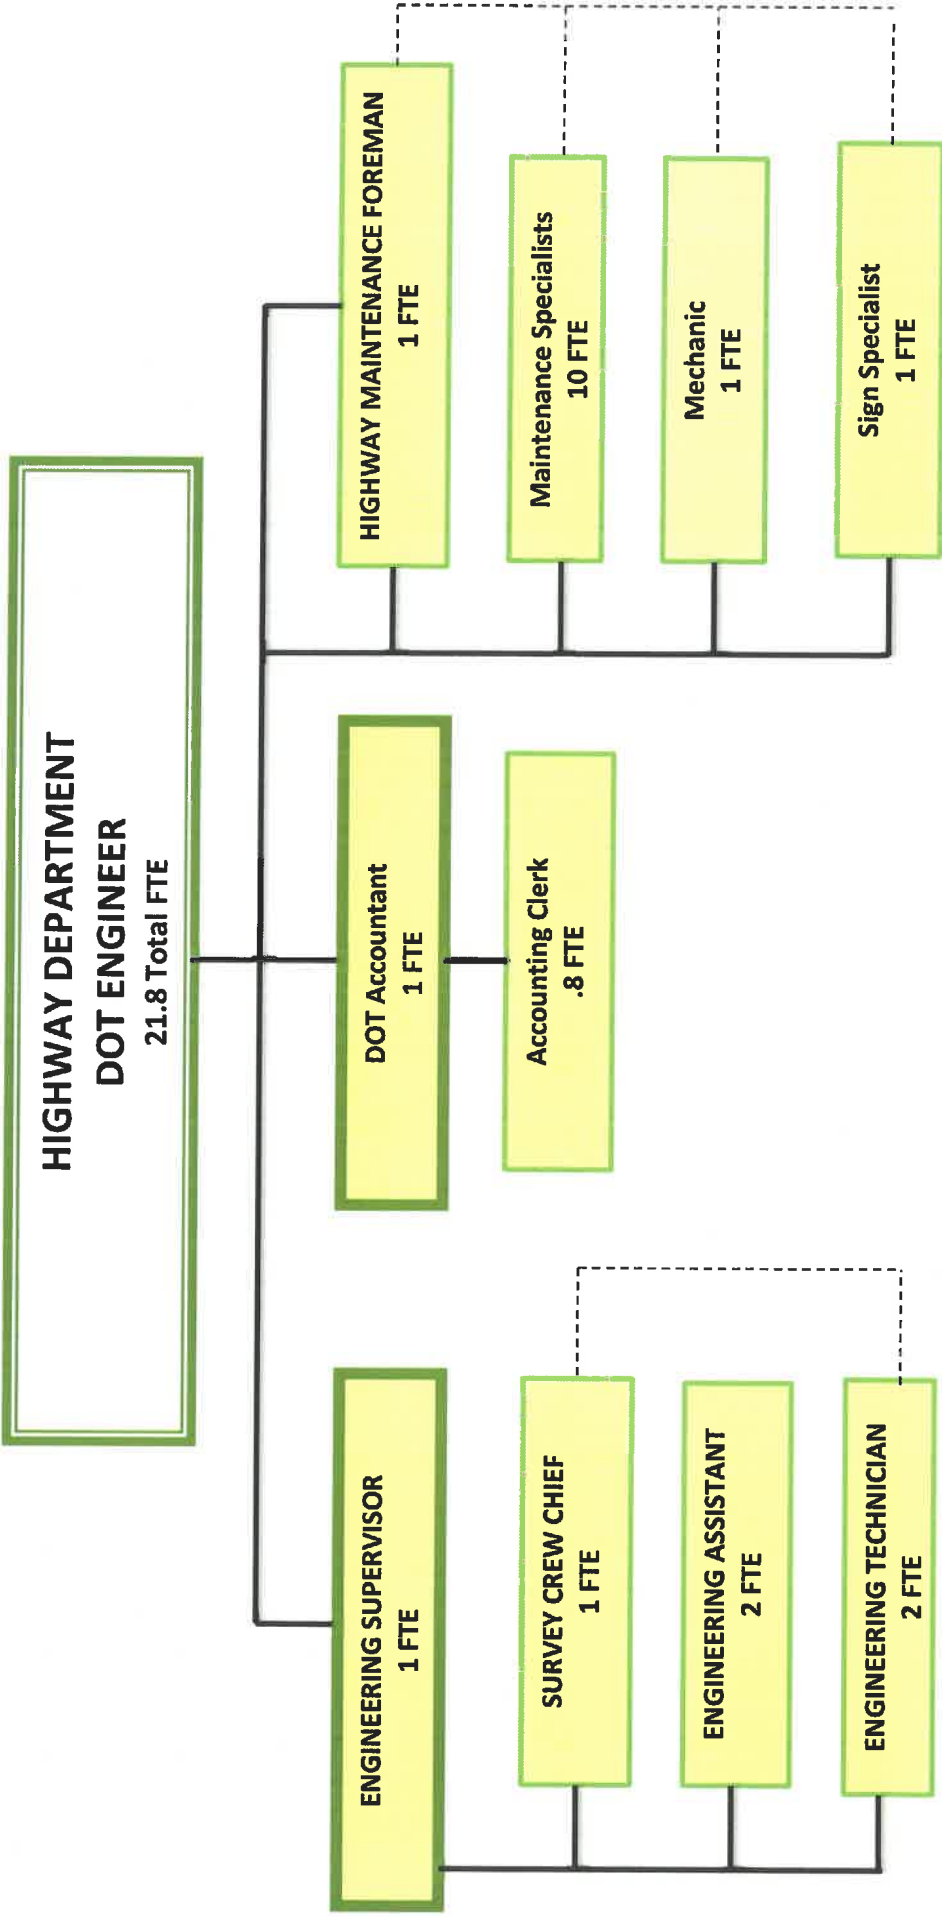 HIGHWAY DEPARTMENT
DOT ENGINEER
21.8 Total FTE
ENGINEERING SUPERVISOR
1 FTE
SURVEY CREW CHIEF
1 FTE
ENGINEERING ASSISTANT
2 FTE
ENGINEERING TECHNICIAN
2 FTE
DOT Accountant
1 FTE
Accounting Clerk
.8 FTE
HIGHWAY MAINTENANCE FOREMAN
1 FTE
Maintenance Specialists
10 FTE
Mechanic
1 FTE
Sign Specialist
1 FTE